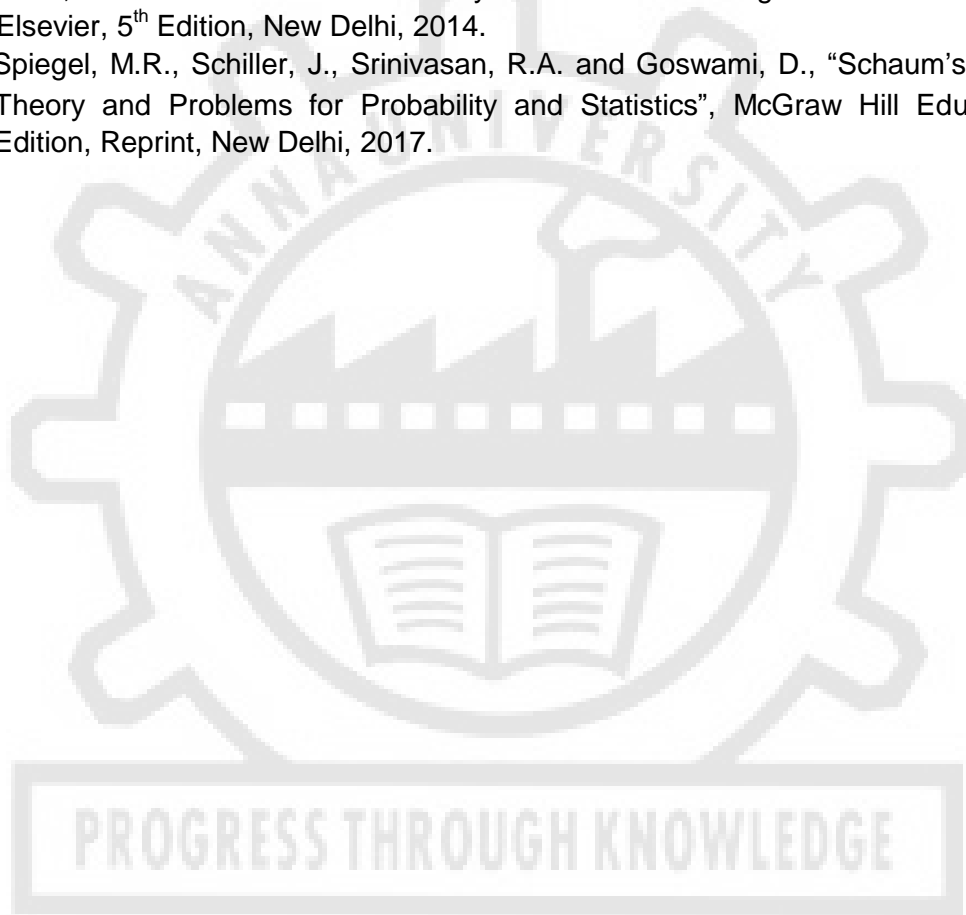 Elsevier, 5th Edition, New Delhi, 2014.
Spiegel, M.R., Schiller, J., Srinivasan, R.A. and Goswami, D., “Schaum’s
Theory and Problems for Probability and Statistics”, McGraw Hill Edu
Edition, Reprint, New Delhi, 2017.
ANNA UNIVERSITY
PROGRESS THROUGH KNOWLEDGE